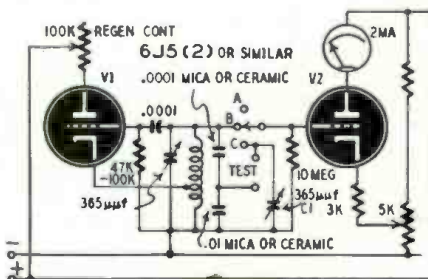 100K REGEN CONT
6J5(2) OR SIMILAR
2MA
V1
.0001 MICA OR CERAMIC
V2
.0001
A
B
C
47K
-100K
TEST
10 MEG
365µµf
365µµf
C1
3K
5K
.01 MICA OR CERAMIC
-
+